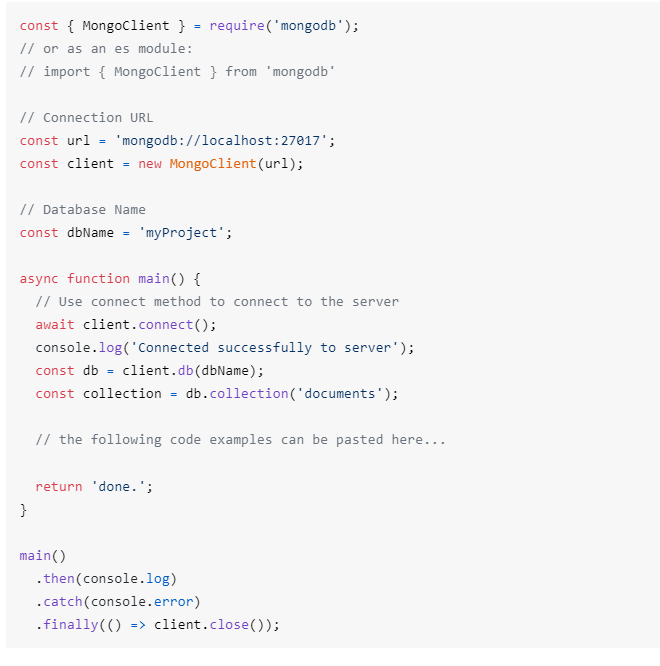 const { MongoClient } = require('mongodb');
// or as an es module:
// import { MongoClient } from 'mongodb'
// Connection URL
const url = 'mongodb://localhost:27017';
const client = new MongoClient(url);
// Database Name
const dbName = 'myProject';
async function main() {
  // Use connect method to connect to the server
  await client.connect();
  console.log('Connected successfully to server');
  const db = client.db(dbName);
  const collection = db.collection('documents');
  // the following code examples can be pasted here...
  return 'done.';
}
main()
  .then(console.log)
  .catch(console.error)
  .finally(() => client.close());